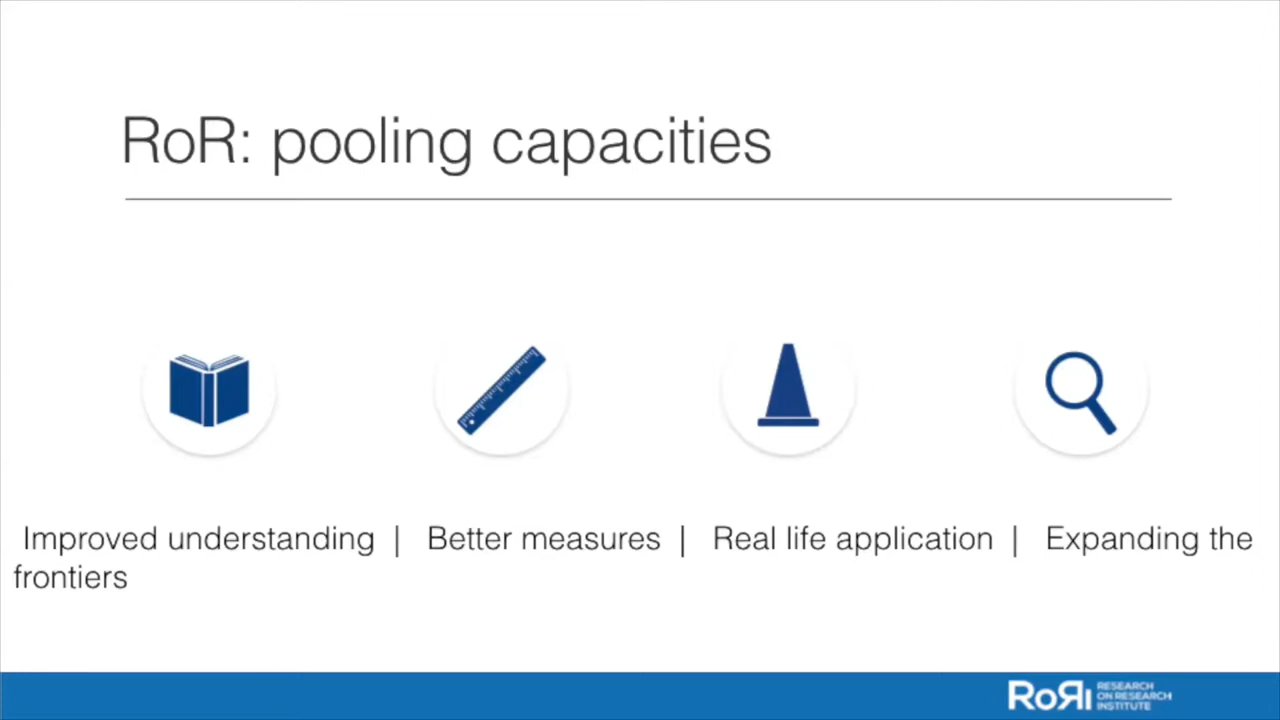 RoR: pooling capacities
Improved understanding | Better measures | Real life application | Expanding the
frontiers
RoRI
RESEARCH
ON RESEARCH
INSTITUTE